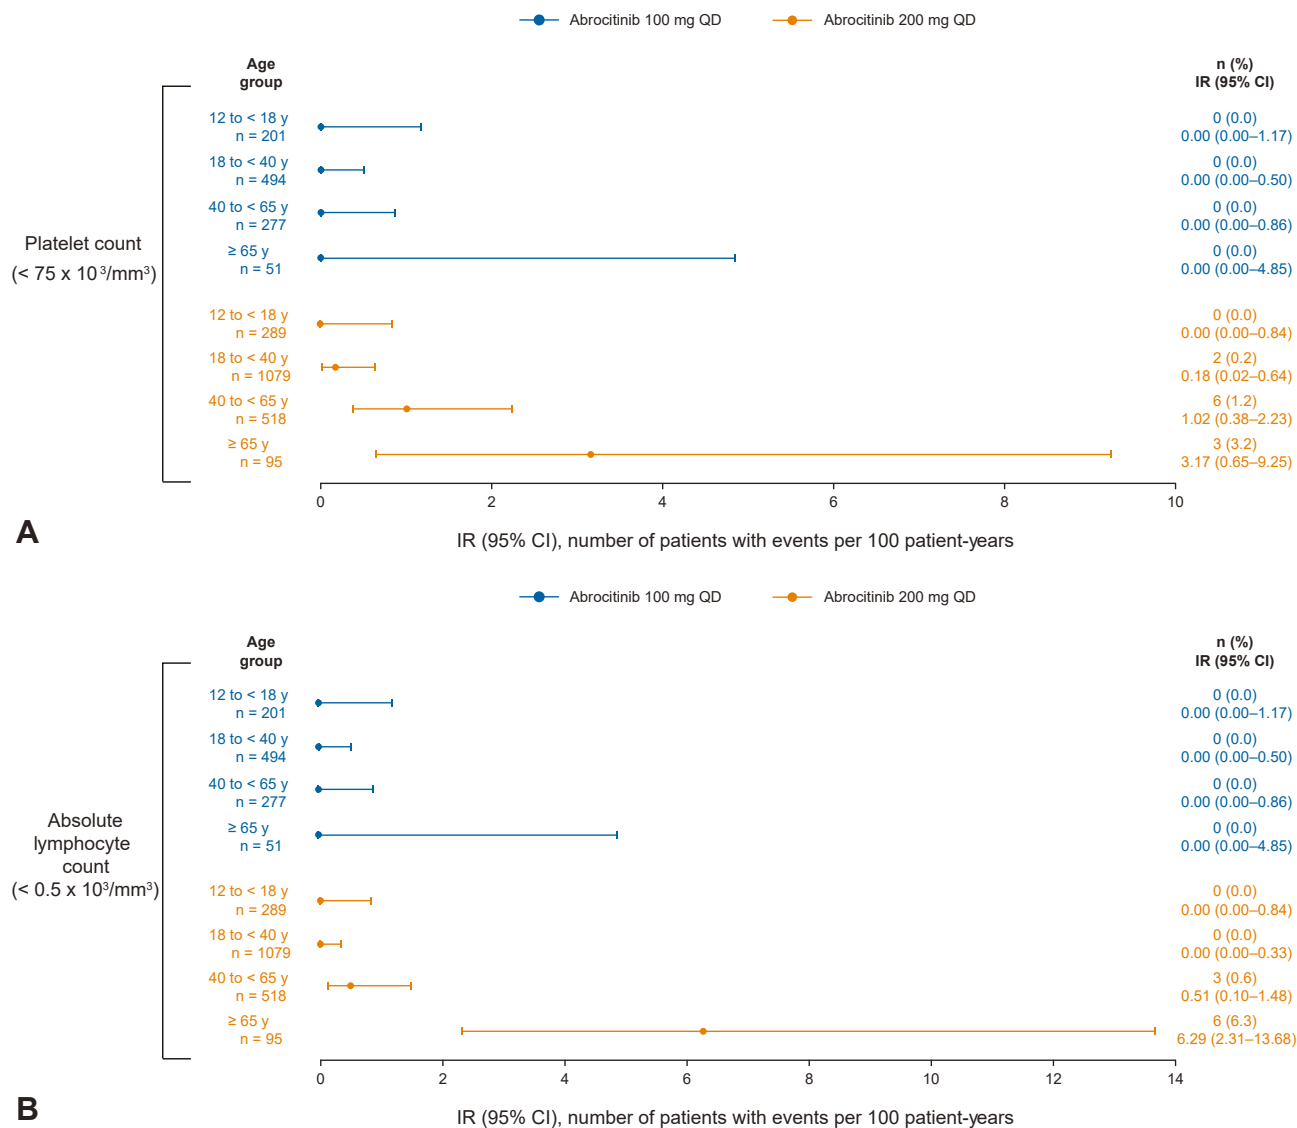 Abrocitinib 100 mg QD Abrocitinib 200 mg QD
Age
group
n (%)
IR (95% CI)
Platelet count
(< 75 x 10³/mm³)
12 to < 18 y
n = 201
0 (0.0)
0.00 (0.00–1.17)
18 to < 40 y
n = 494
0 (0.0)
0.00 (0.00–0.50)
40 to < 65 y
n = 277
0 (0.0)
0.00 (0.00–0.86)
≥ 65 y
n = 51
0 (0.0)
0.00 (0.00–4.85)
12 to < 18 y
n = 289
0 (0.0)
0.00 (0.00–0.84)
18 to < 40 y
n = 1079
2 (0.2)
0.18 (0.02–0.64)
40 to < 65 y
n = 518
6 (1.2)
1.02 (0.38–2.23)
≥ 65 y
n = 95
3 (3.2)
3.17 (0.65–9.25)
0 2 4 6 8 10
IR (95% CI), number of patients with events per 100 patient-years
A
Abrocitinib 100 mg QD Abrocitinib 200 mg QD
Age
group
n (%)
IR (95% CI)
Absolute
lymphocyte
count
(< 0.5 x 10³/mm³)
12 to < 18 y
n = 201
0 (0.0)
0.00 (0.00–1.17)
18 to < 40 y
n = 494
0 (0.0)
0.00 (0.00–0.50)
40 to < 65 y
n = 277
0 (0.0)
0.00 (0.00–0.86)
≥ 65 y
n = 51
0 (0.0)
0.00 (0.00–4.85)
12 to < 18 y
n = 289
0 (0.0)
0.00 (0.00–0.84)
18 to < 40 y
n = 1079
0 (0.0)
0.00 (0.00–0.33)
40 to < 65 y
n = 518
3 (0.6)
0.51 (0.10–1.48)
≥ 65 y
n = 95
6 (6.3)
6.29 (2.31–13.68)
0 2 4 6 8 10 12 14
IR (95% CI), number of patients with events per 100 patient-years
B